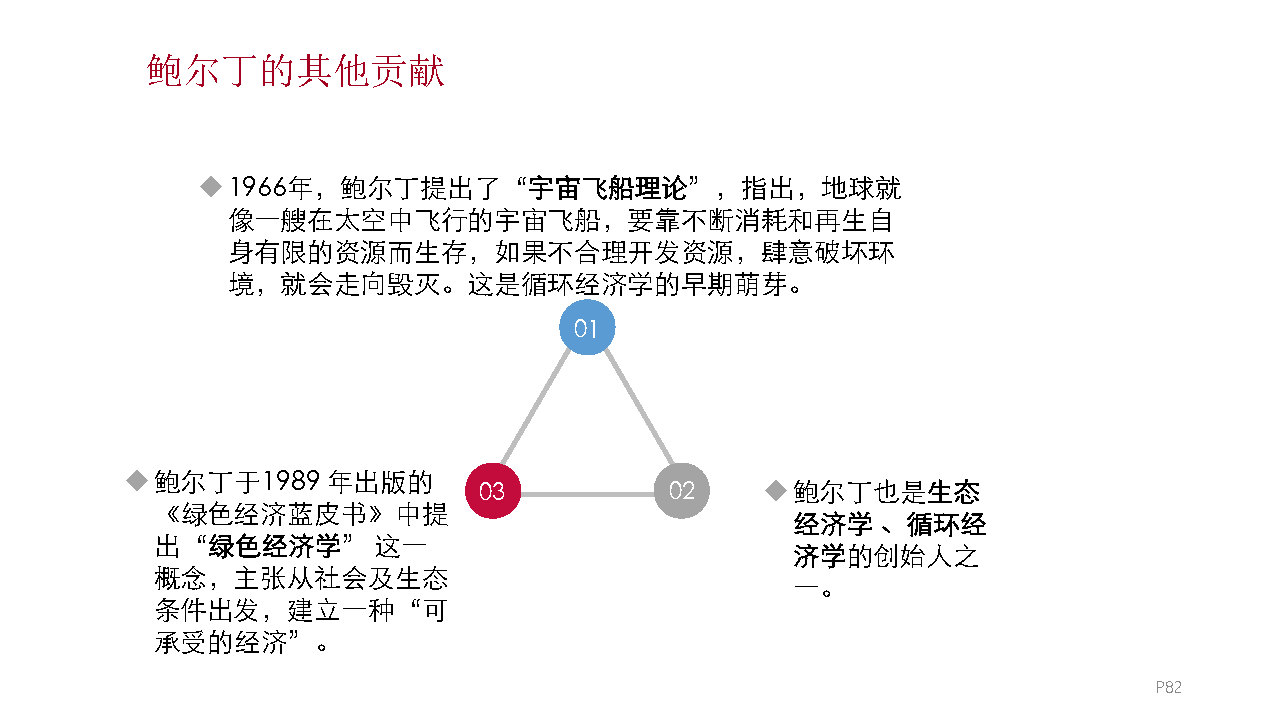 鲍尔丁的其他贡献
◆1966年，鲍尔丁提出了“宇宙飞船理论”，指出，地球就
像一艘在太空中飞行的宇宙飞船，要靠不断消耗和再生自
身有限的资源而生存，如果不合理开发资源，肆意破坏环
境，就会走向毁灭。这是循环经济学的早期萌芽。
01
03
02
◆鲍尔丁于1989 年出版的
《绿色经济蓝皮书》中提
出“绿色经济学” 这一
概念，主张从社会及生态
条件出发，建立一种“可
承受的经济”。
◆鲍尔丁也是生态
经济学 、循环经
济学的创始人之
一。
P82